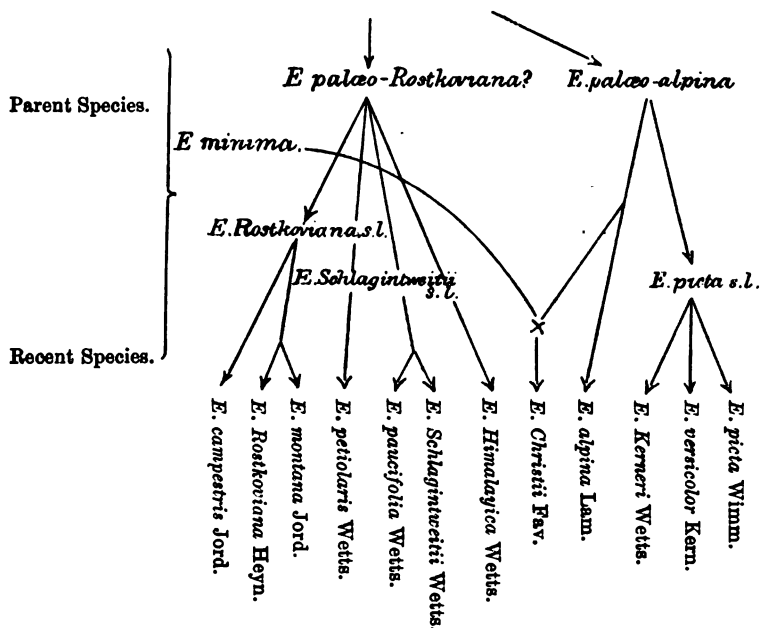 E palæo-Rostkoviana?
E. palæo-alpina
Parent Species.
E minima.
E. Rostkoviana, s.l.
E. Schlagintweitii
s.l.
E. picta s.l.
×
Recent Species.
E. campestris Jord.
E. Rostkoviana Heyn.
E. montana Jord.
E. petiolaris Wetts.
E. paucifolia Wetts.
E. Schlagintweitii Wetts.
E. Himalayica Wetts.
E. Christii Fav.
E. alpina Lam.
E. Kerneri Wetts.
E. versicolor Kern.
E. picta Wimm.